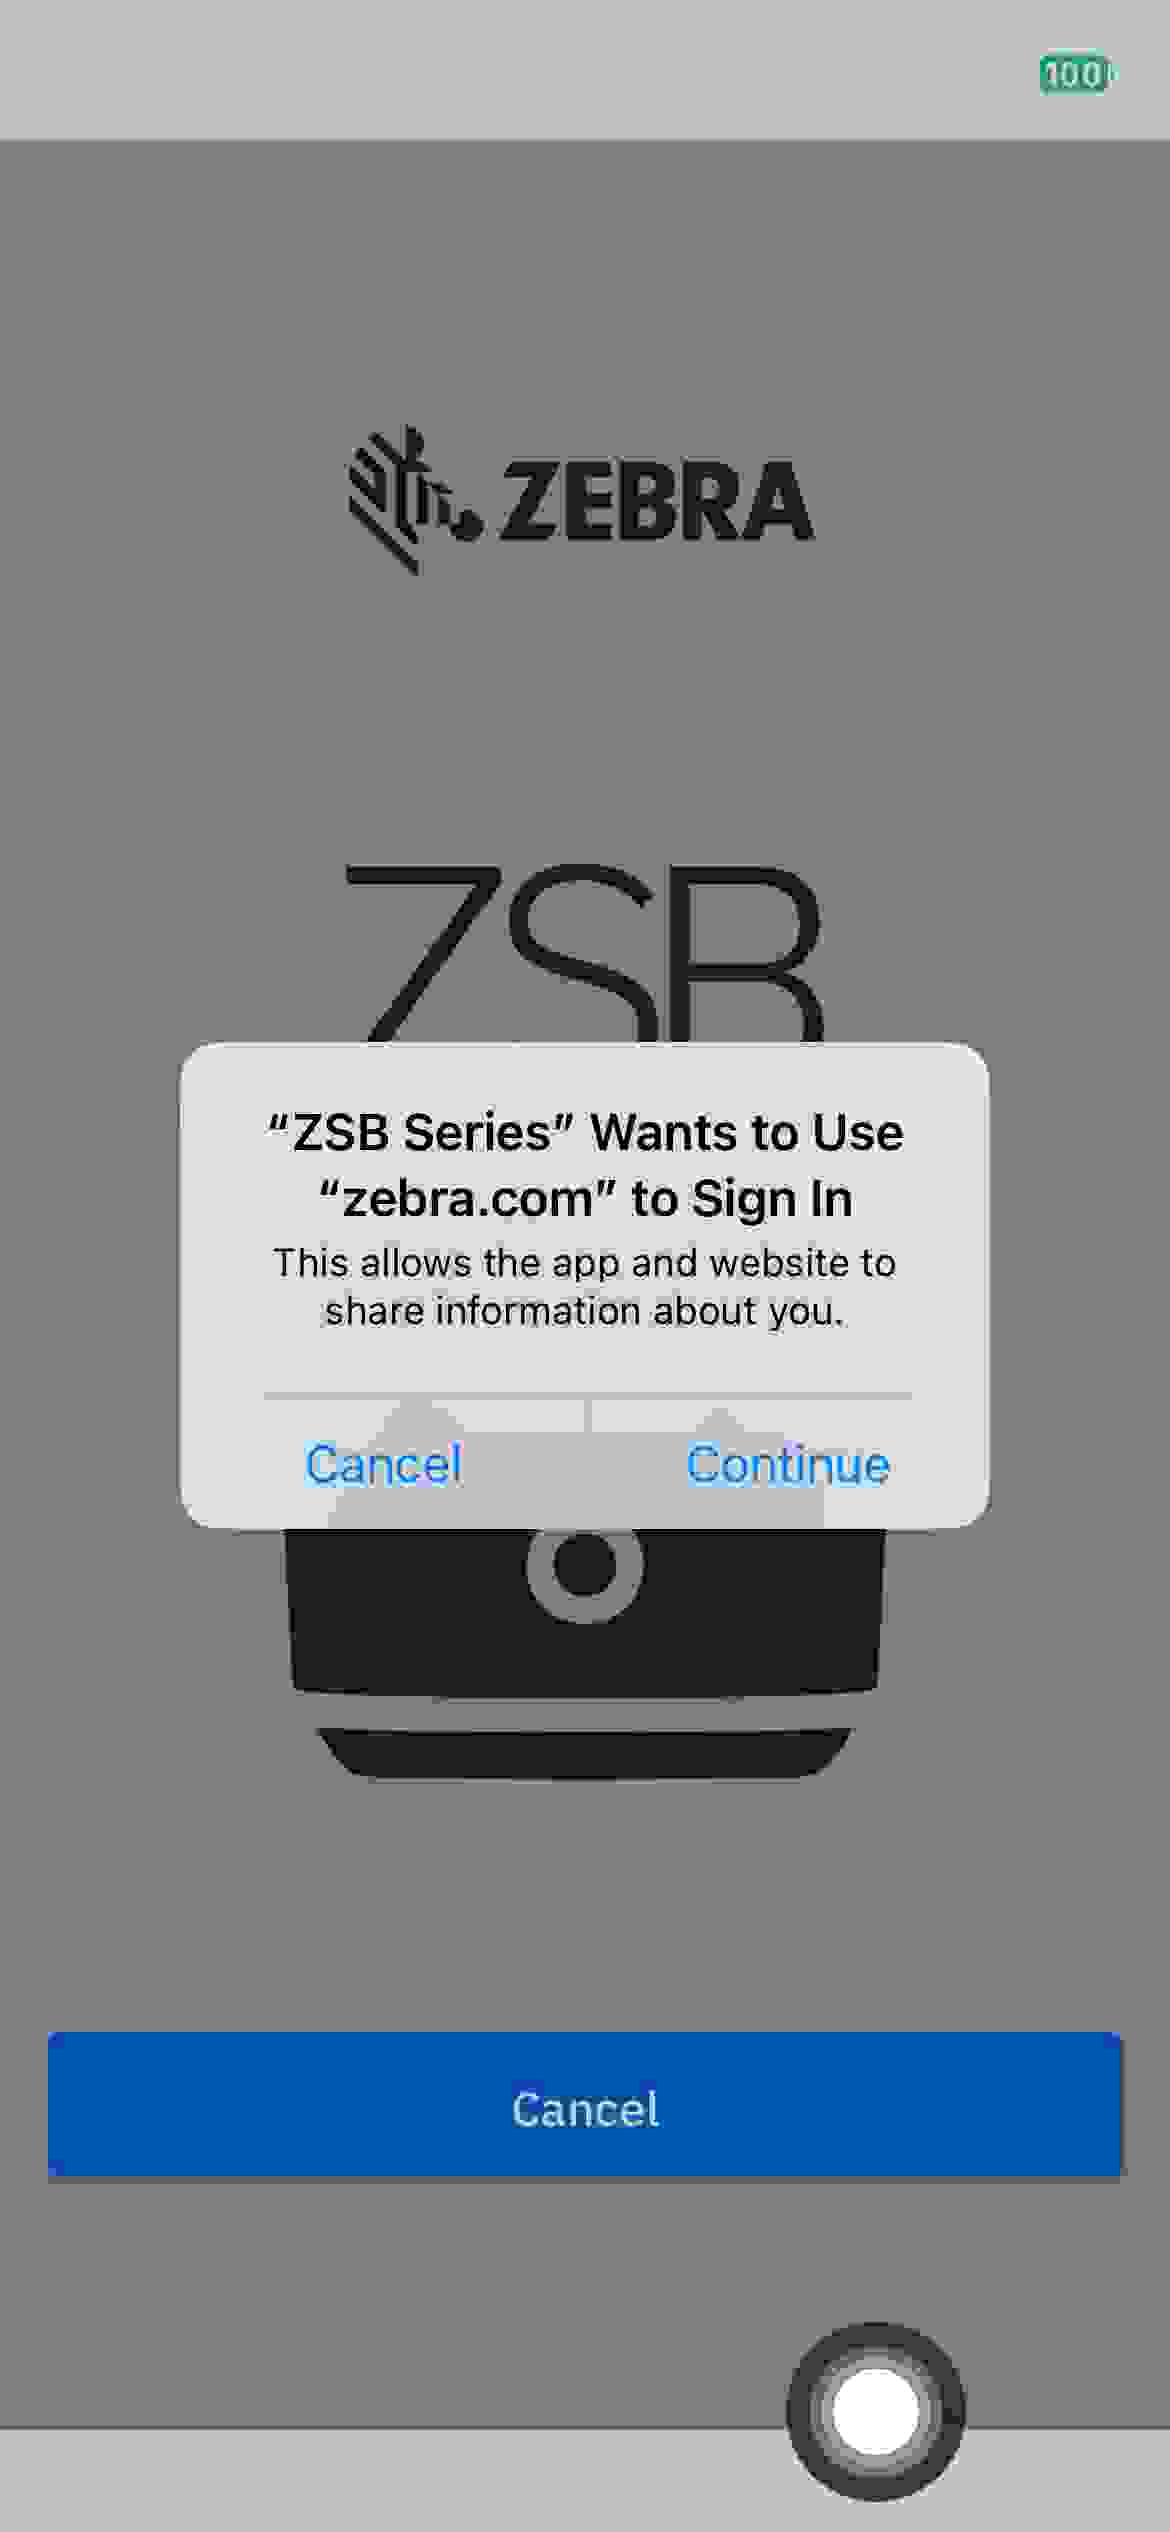 100
ZEBRA
ZSB
“ZSB Series” Wants to Use
“zebra.com” to Sign In
This allows the app and website to
share information about you.
Cancel
Continue
Cancel